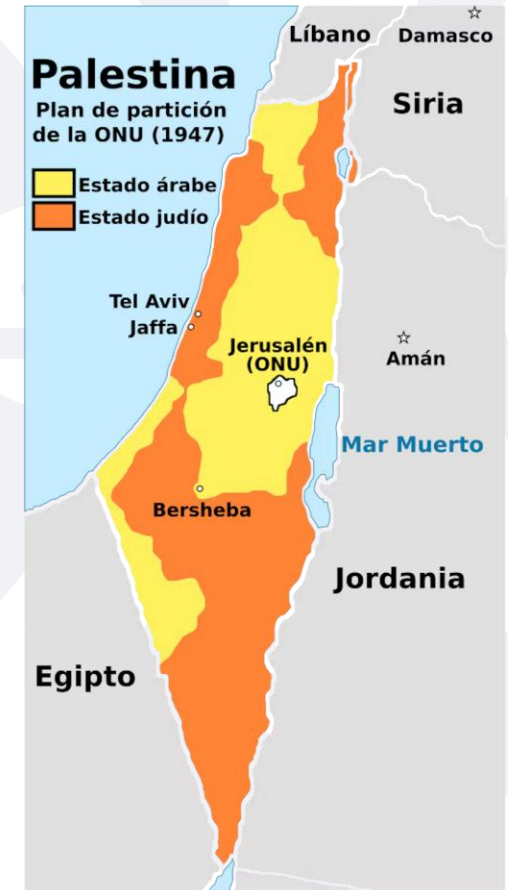 Palestina
Plan de partición
de la ONU (1947)
Estado árabe
Estado judío
Líbano
Damasco
Siria
Tel Aviv
Jaffa
Jerusalén
(ONU)
Amán
Mar Muerto
Bersheba
Jordania
Egipto